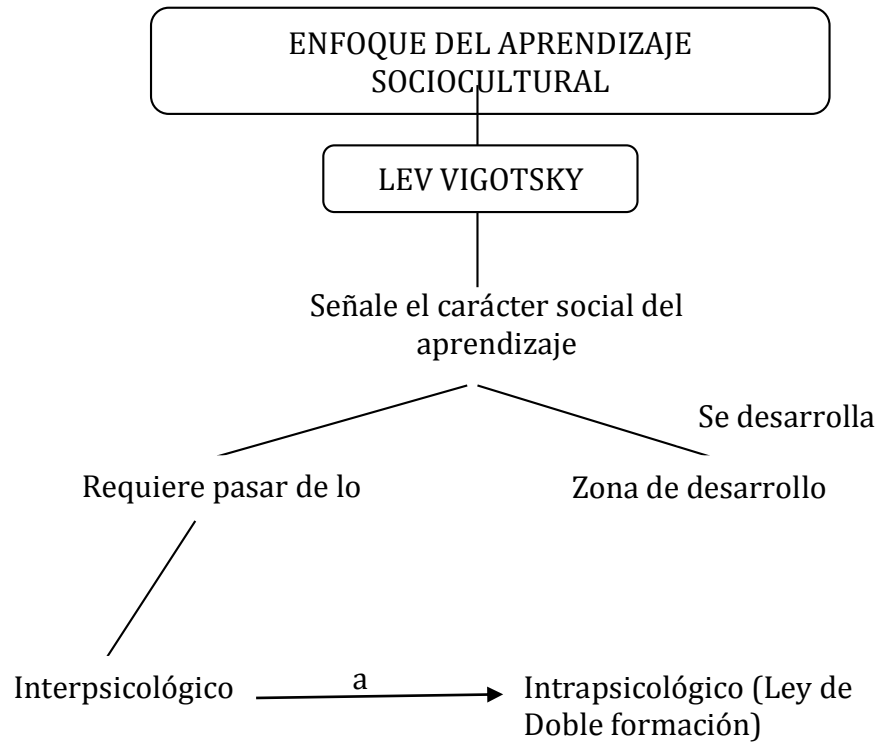 ENFOQUE DEL APRENDIZAJE
SOCIOCULTURAL
LEV VIGOTSKY
Señale el carácter social del
aprendizaje
Se desarrolla
Requiere pasar de lo
Zona de desarrollo
Interpsicológico
a
Intrapsicológico (Ley de
Doble formación)